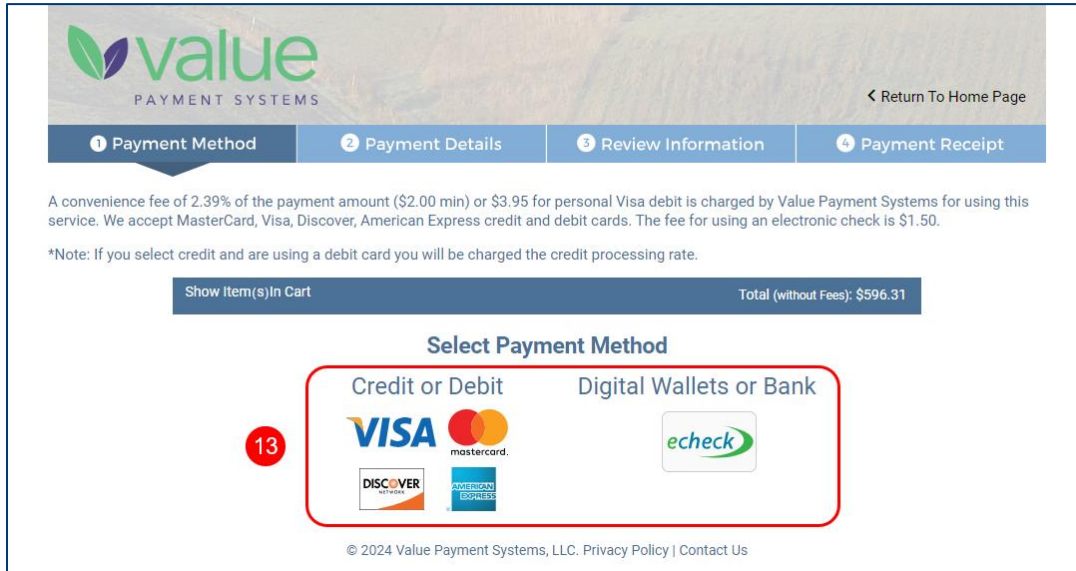 value
PAYMENT SYSTEMS
Return To Home Page
1 Payment Method
2 Payment Details
3 Review Information
4 Payment Receipt
A convenience fee of 2.39% of the payment amount ($2.00 min) or $3.95 for personal Visa debit is charged by Value Payment Systems for using this
service. We accept MasterCard, Visa, Discover, American Express credit and debit cards. The fee for using an electronic check is $1.50.
*Note: If you select credit and are using a debit card you will be charged the credit processing rate.
Show Item(s)In Cart
Total (without Fees): $596.31
Select Payment Method
Credit or Debit
Digital Wallets or Bank
13
VISA
mastercard.
echeck
DISCOVER
NETWORK
AMERICAN
EXPRESS
© 2024 Value Payment Systems, LLC. Privacy Policy | Contact Us